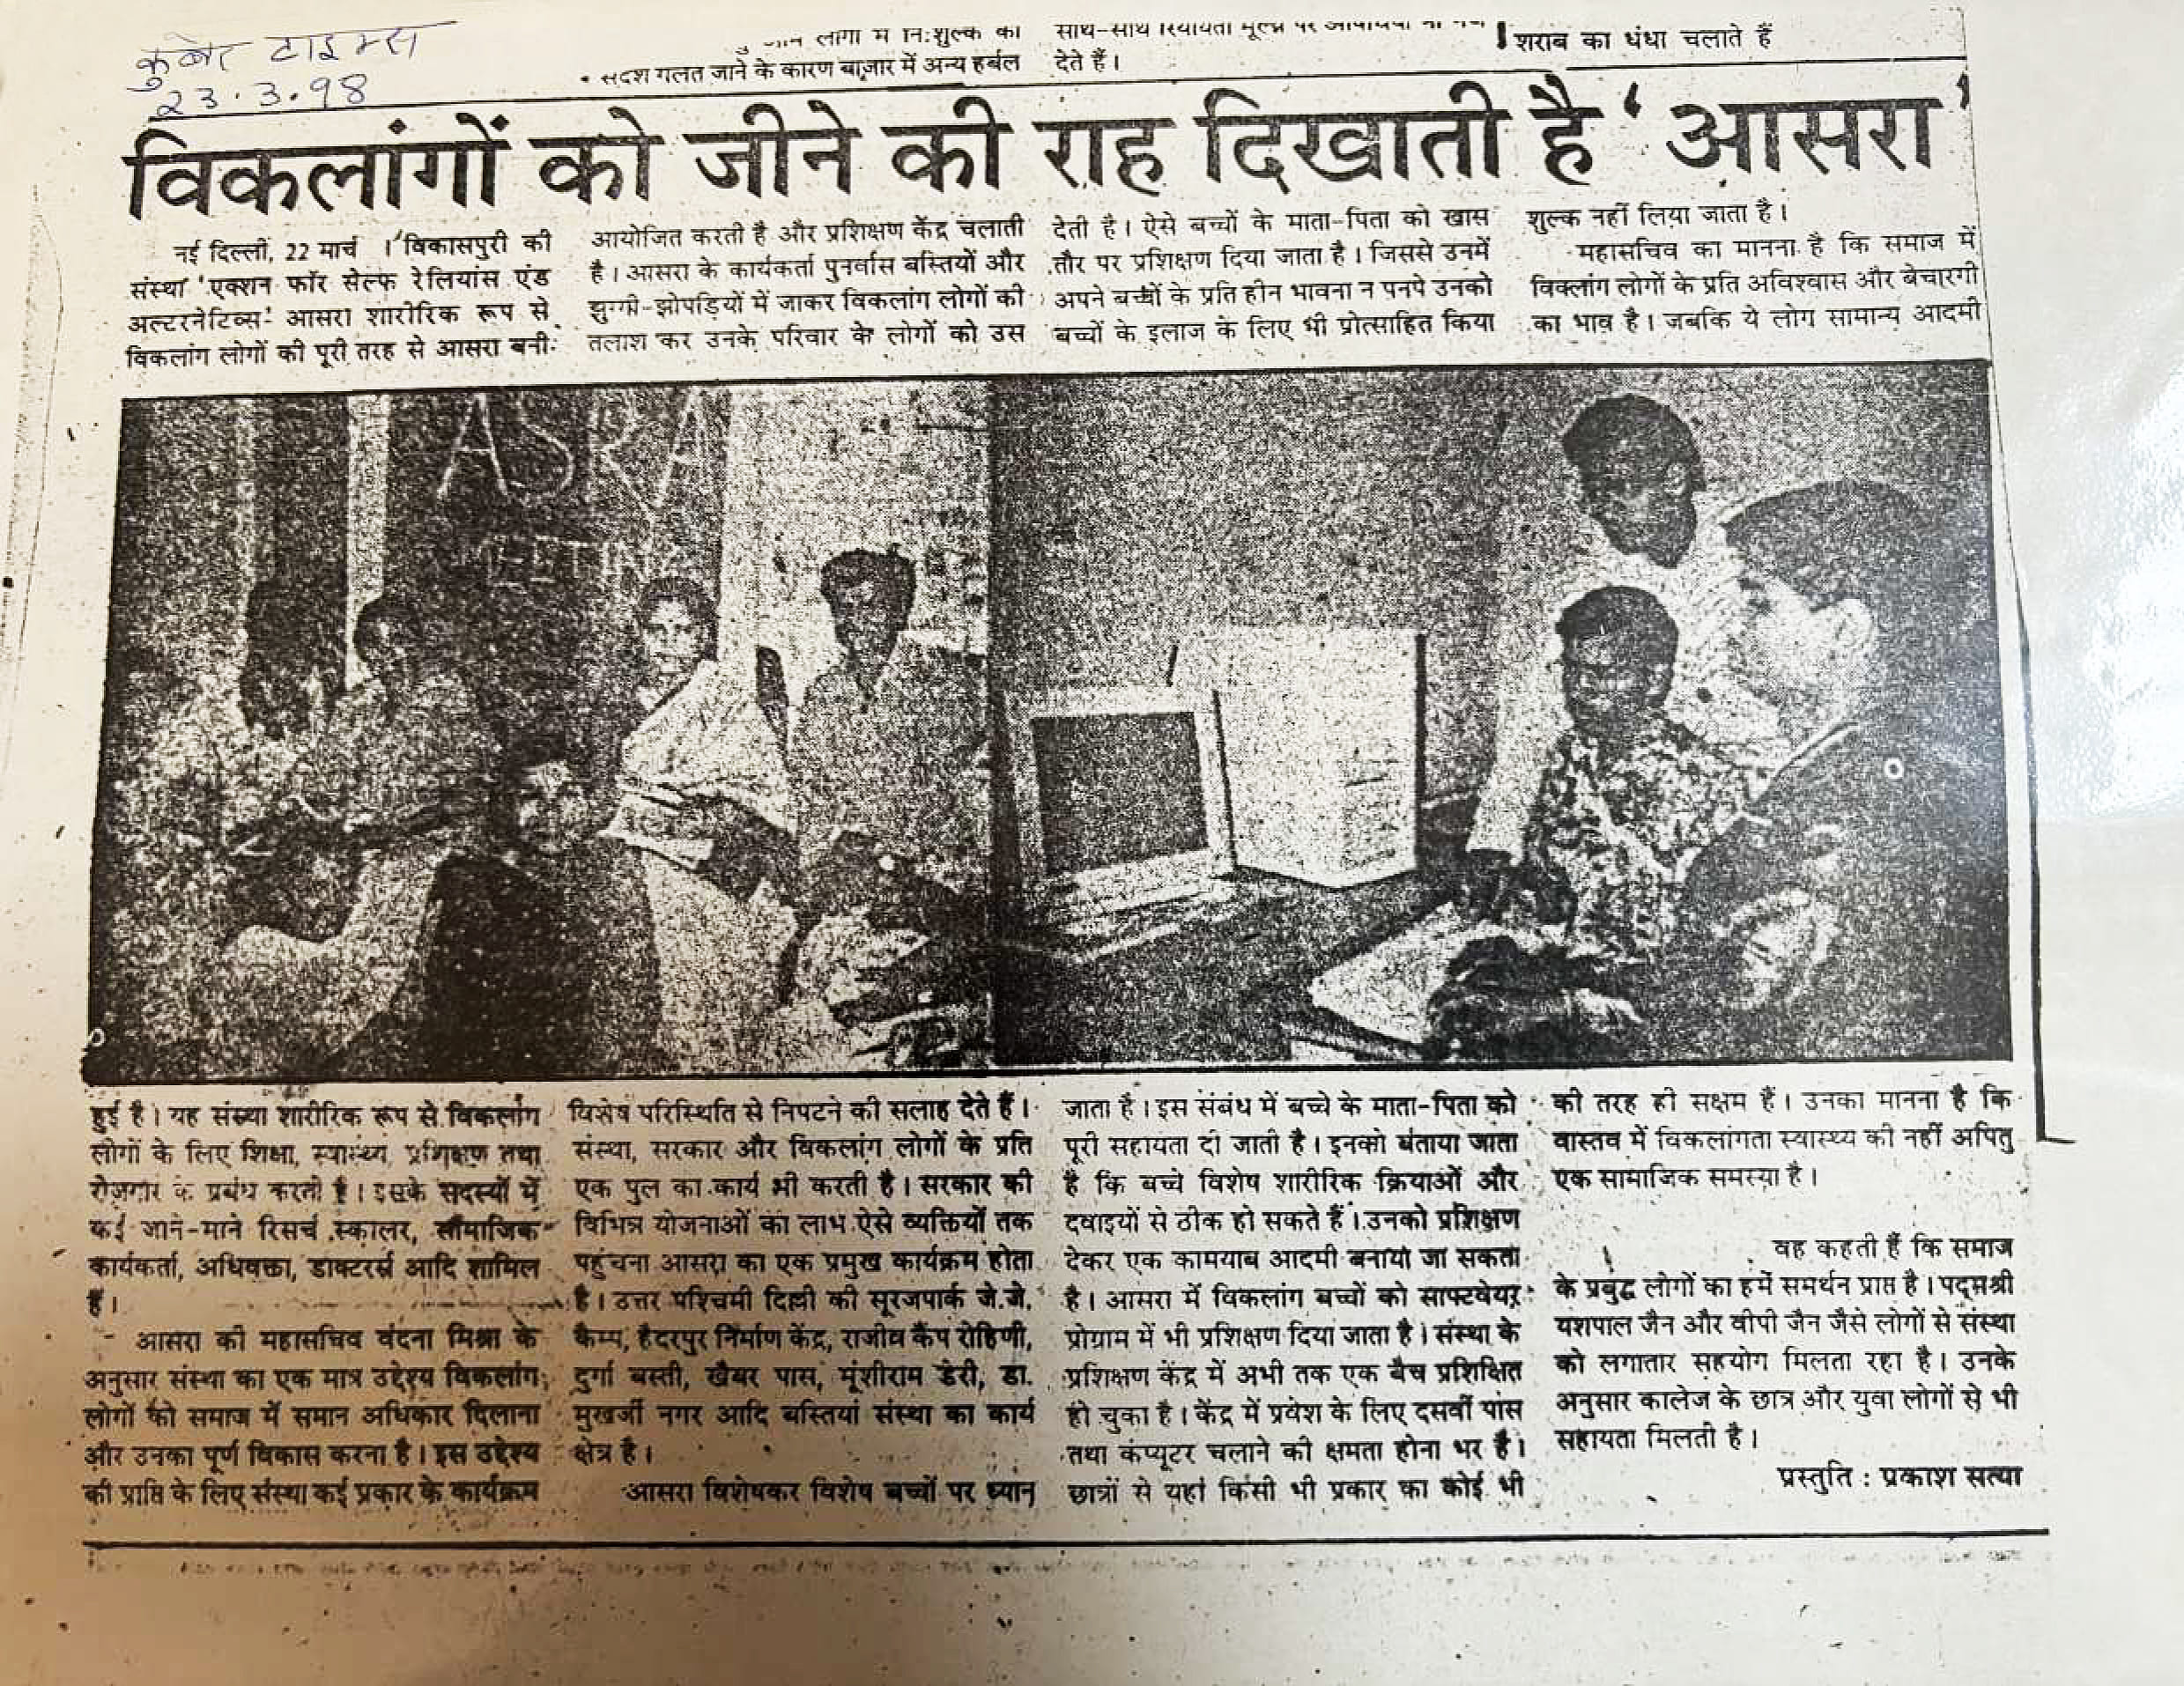 कुबेर टाइम्स
23.3.98
लागा म नि:शुल्क का
• सदश गलत जाने के कारण बाज़ार में अन्य हर्बल
साथ-साथ रियायता मूल्य पर
देते हैं।
शराब का धंधा चलाते हैं
विकलांगों को जीने की राह दिखाती है 'आसरा'
नई दिल्ली, 22 मार्च । विकासपुरी की
संस्था 'एक्शन फॉर सेल्फ रेलियांस एंड
अल्टरनेटिव्स' आसरा शारीरिक रूप से
विकलांग लोगों की पूरी तरह से आसरा बनी
हुई है। यह संस्था शारीरिक रूप से विकलांग
लोगों के लिए शिक्षा, स्वास्थ्य, प्रशिक्षण तथा
रोजगार के प्रबंध करती है। इसके सदस्यों में
कई जाने-माने रिसर्च स्कालर, सामाजिक
कार्यकर्ता, अधिवक्ता, डाक्टरर्स आदि शामिल
हैं।
आसरा की महासचिव वंदना मिश्रा के
अनुसार संस्था का एक मात्र उद्देश्य विकलांग
लोगों को समाज में समान अधिकार दिलाना
और उनका पूर्ण विकास करना है। इस उद्देश्य
की प्राप्ति के लिए संस्था कई प्रकार के कार्यक्रम
आयोजित करती है और प्रशिक्षण केंद्र चलाती
है। आसरा के कार्यकर्ता पुनर्वास बस्तियों और
झुग्गी-झोपड़ियों में जाकर विकलांग लोगों की
तलाश कर उनके परिवार के लोगों को उस
विशेष परिस्थिति से निपटने की सलाह देते हैं।
संस्था, सरकार और विकलांग लोगों के प्रति
एक पुल का कार्य भी करती है। सरकार की
विभिन्न योजनाओं का लाभ ऐसे व्यक्तियों तक
पहुंचना आसरा का एक प्रमुख कार्यक्रम होता
है। उत्तर पश्चिमी दिल्ली की सूरजपार्क जे.जे.
कैम्प, हैदरपुर निर्माण केंद्र, राजीव कैंप रोहिणी,
दुर्गा बस्ती, खैबर पास, मूंशीराम डेरी, डा.
मुखर्जी नगर आदि बस्तियां संस्था का कार्य
क्षेत्र है।
आसरा विशेषकर विशेष बच्चों पर ध्यान
देती है। ऐसे बच्चों के माता-पिता को खास
तौर पर प्रशिक्षण दिया जाता है। जिससे उनमें
अपने बच्चों के प्रति हीन भावना न पनपे उनको
बच्चों के इलाज के लिए भी प्रोत्साहित किया
जाता है। इस संबंध में बच्चे के माता-पिता को
पूरी सहायता दी जाती है। इनको बताया जाता
है कि बच्चे विशेष शारीरिक क्रियाओं और
दवाइयों से ठीक हो सकते हैं। उनको प्रशिक्षण
देकर एक कामयाब आदमी बनाया जा सकता
है। आसरा में विकलांग बच्चों को साफ्टवेयर
प्रोग्राम में भी प्रशिक्षण दिया जाता है। संस्था के
प्रशिक्षण केंद्र में अभी तक एक बैच प्रशिक्षित
हो चुका है। केंद्र में प्रवेश के लिए दसवीं पास
तथा कंप्यूटर चलाने की क्षमता होना भर है।
छात्रों से यहां किसी भी प्रकार का कोई भी
शुल्क नहीं लिया जाता है।
महासचिव का मानना है कि समाज में
विक्लांग लोगों के प्रति अविश्वास और बेचारगी
का भाव है। जबकि ये लोग सामान्य आदमी
की तरह ही सक्षम हैं। उनका मानना है कि
वास्तव में विकलांगता स्वास्थ्य की नहीं अपितु
एक सामाजिक समस्या है।
वह कहती हैं कि समाज
के प्रबुद्ध लोगों का हमें समर्थन प्राप्त है। पद्मश्री
यशपाल जैन और वीपी जैन जैसे लोगों से संस्था
को लगातार सहयोग मिलता रहा है। उनके
अनुसार कालेज के छात्र और युवा लोगों से भी
सहायता मिलती है।
प्रस्तुति : प्रकाश सत्या
ASRA
MEETING